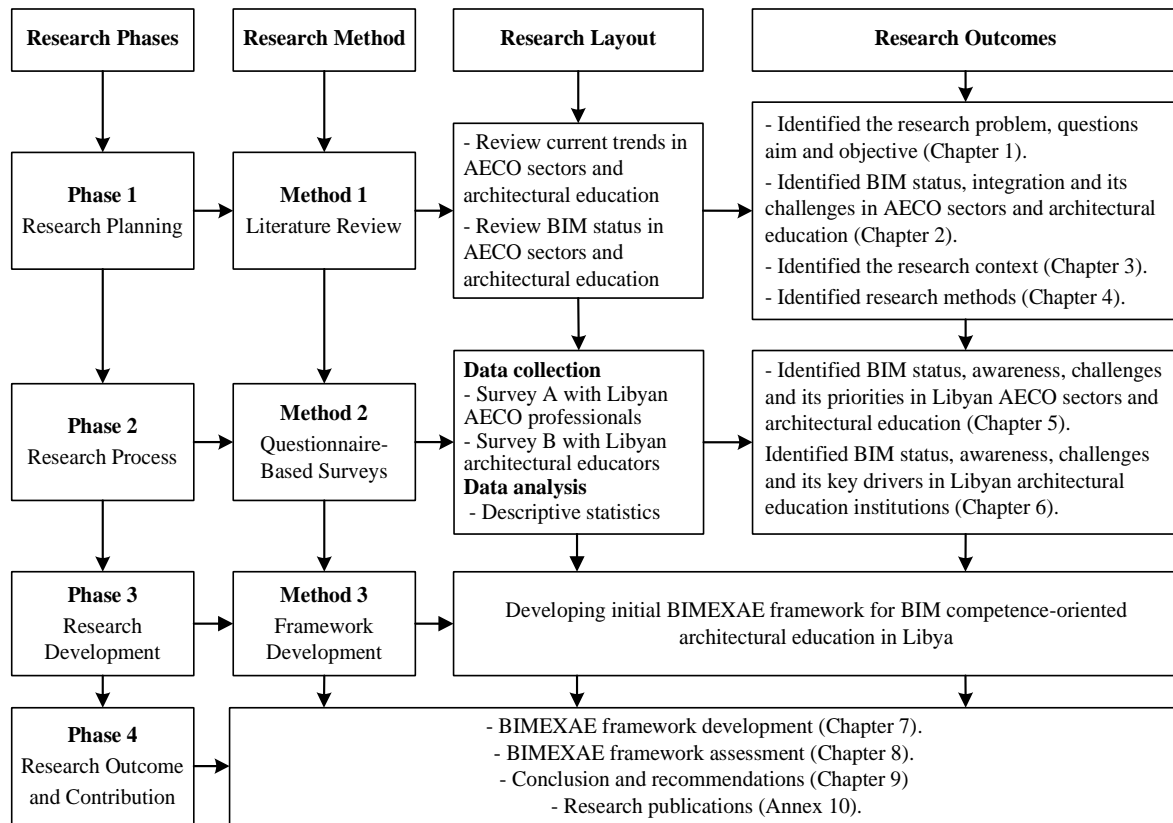 Research Phases
Research Method
Research Layout
Research Outcomes
Phase 1
Research Planning
Method 1
Literature Review
- Review current trends in
AECO sectors and
architectural education
- Review BIM status in
AECO sectors and
architectural education
- Identified the research problem, questions
aim and objective (Chapter 1).
- Identified BIM status, integration and its
challenges in AECO sectors and architectural
education (Chapter 2).
- Identified the research context (Chapter 3).
- Identified research methods (Chapter 4).
Phase 2
Research Process
Method 2
Questionnaire-
Based Surveys
Data collection
- Survey A with Libyan
AECO professionals
- Survey B with Libyan
architectural educators
Data analysis
- Descriptive statistics
- Identified BIM status, awareness, challenges
and its priorities in Libyan AECO sectors and
architectural education (Chapter 5).
Identified BIM status, awareness, challenges
and its key drivers in Libyan architectural
education institutions (Chapter 6).
Phase 3
Research
Development
Method 3
Framework
Development
Developing initial BIMEXAE framework for BIM competence-oriented
architectural education in Libya
Phase 4
Research Outcome
and Contribution
- BIMEXAE framework development (Chapter 7).
- BIMEXAE framework assessment (Chapter 8).
- Conclusion and recommendations (Chapter 9)
- Research publications (Annex 10).